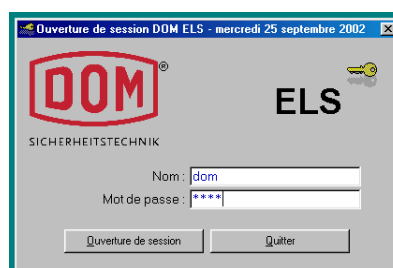 Ouverture de session DOM ELS - mercredi 25 septembre 2002
DOM®
ELS
SICHERHEITSTECHNIK
Nom : dom
Mot de passe : ****
Ouverture de session Quitter